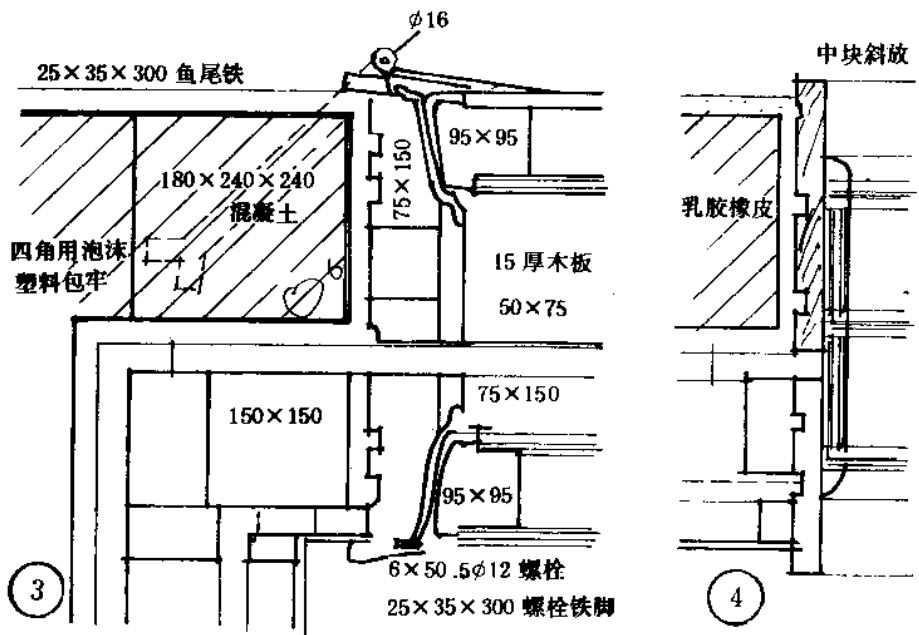 φ16
25×35×300 鱼尾铁
中块斜放
95×95
75×150
180×240×240
混凝土
乳胶橡皮
四角用泡沫
塑料包牢
15 厚木板
50×75
75×150
150×150
95×95
6×50.5φ12 螺栓
25×35×300 螺栓铁脚
3
4